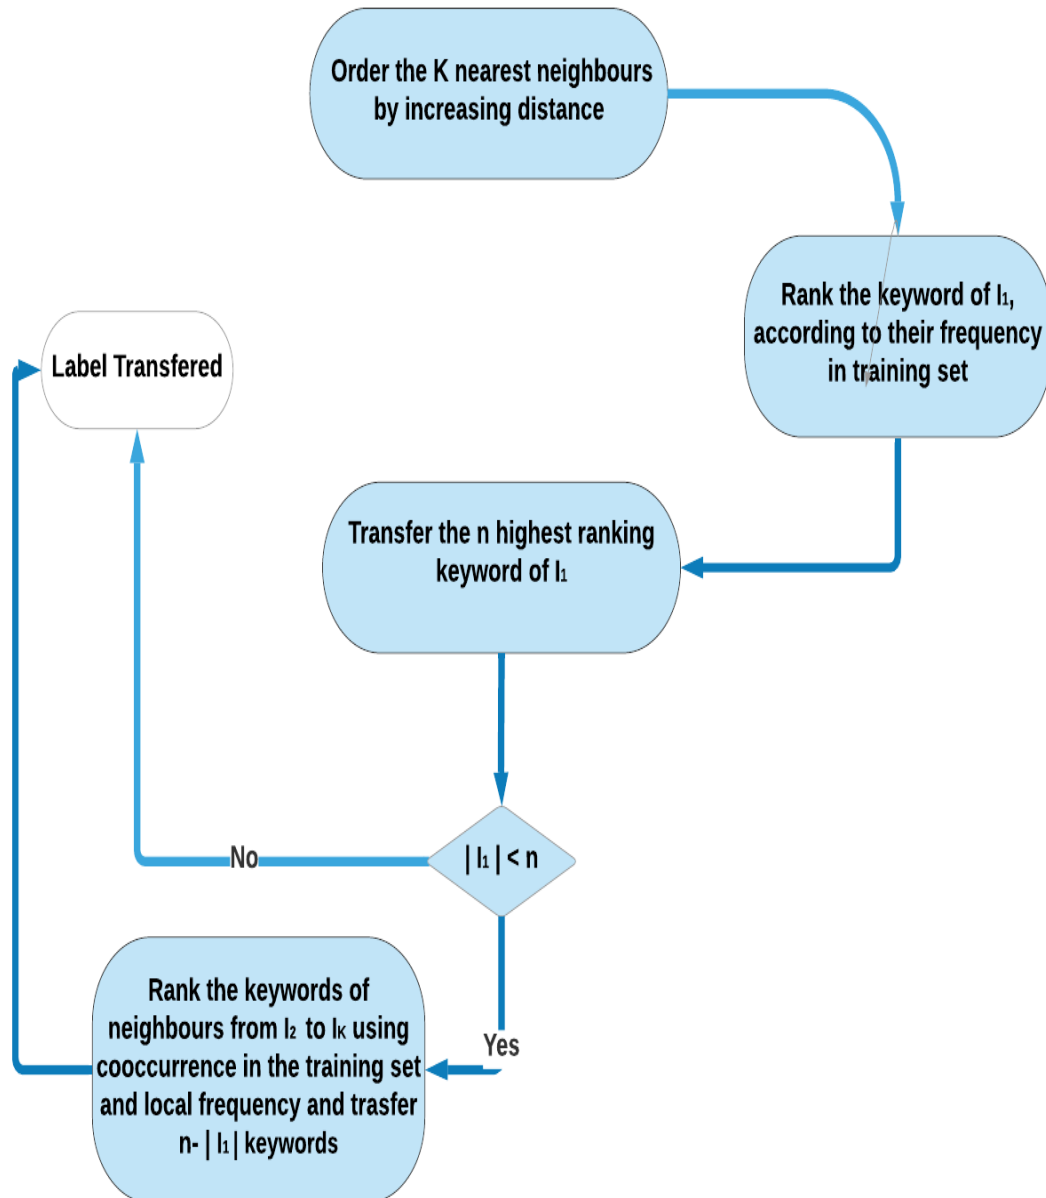 Order the K nearest neighbours
by increasing distance
Rank the keyword of I₁,
according to their frequency
in training set
Label Transfered
Transfer the n highest ranking
keyword of I₁
| I₁ | < n
No
Yes
Rank the keywords of
neighbours from I₂ to Iκ using
cooccurrence in the training set
and local frequency and trasfer
n- | I₁ | keywords